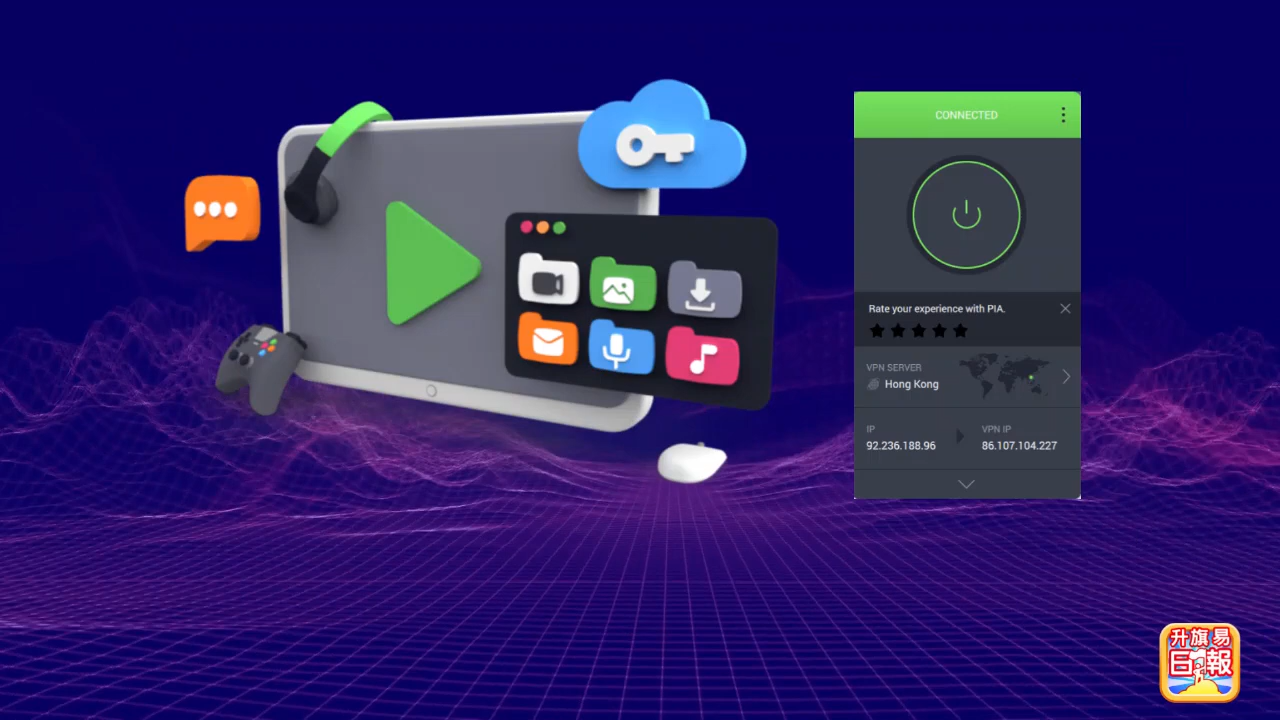 CONNECTED
Rate your experience with PIA.
VPN SERVER
Hong Kong
IP
92.236.188.96
VPN IP
86.107.104.227
升旗易
日報